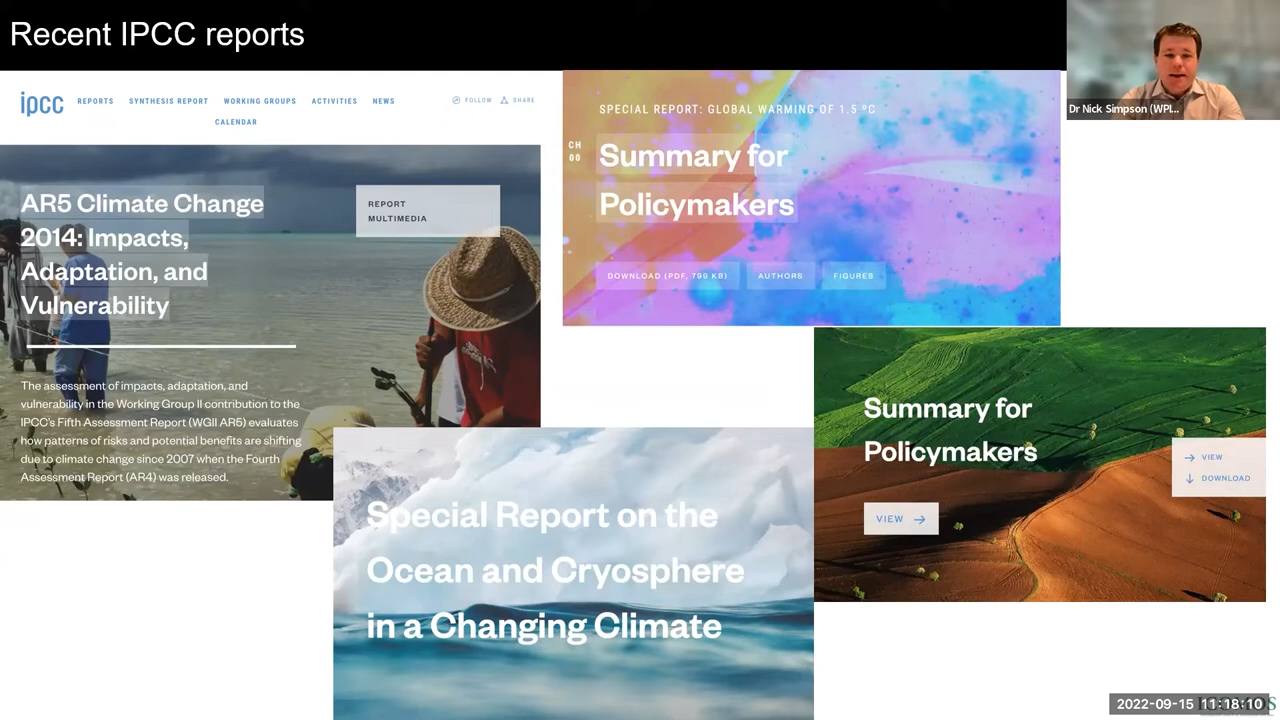 Recent IPCC reports
Dr Nick Simpson (WPI...
ipcc
REPORTS SYNTHESIS REPORT WORKING GROUPS ACTIVITIES NEWS
CALENDAR
FOLLOW SHARE
AR5 Climate Change
2014: Impacts,
Adaptation, and
Vulnerability
REPORT
MULTIMEDIA
The assessment of impacts, adaptation, and
vulnerability in the Working Group II contribution to the
IPCC's Fifth Assessment Report (WGII AR5) evaluates
how patterns of risks and potential benefits are shifting
due to climate change since 2007 when the Fourth
Assessment Report (AR4) was released.
SPECIAL REPORT: GLOBAL WARMING OF 1.5 ºC
CH
00
Summary for
Policymakers
DOWNLOAD (PDF, 799 KB) AUTHORS FIGURES
Summary for
Policymakers
VIEW
DOWNLOAD
VIEW
Special Report on the
Ocean and Cryosphere
in a Changing Climate
2022-09-15 11:18:10